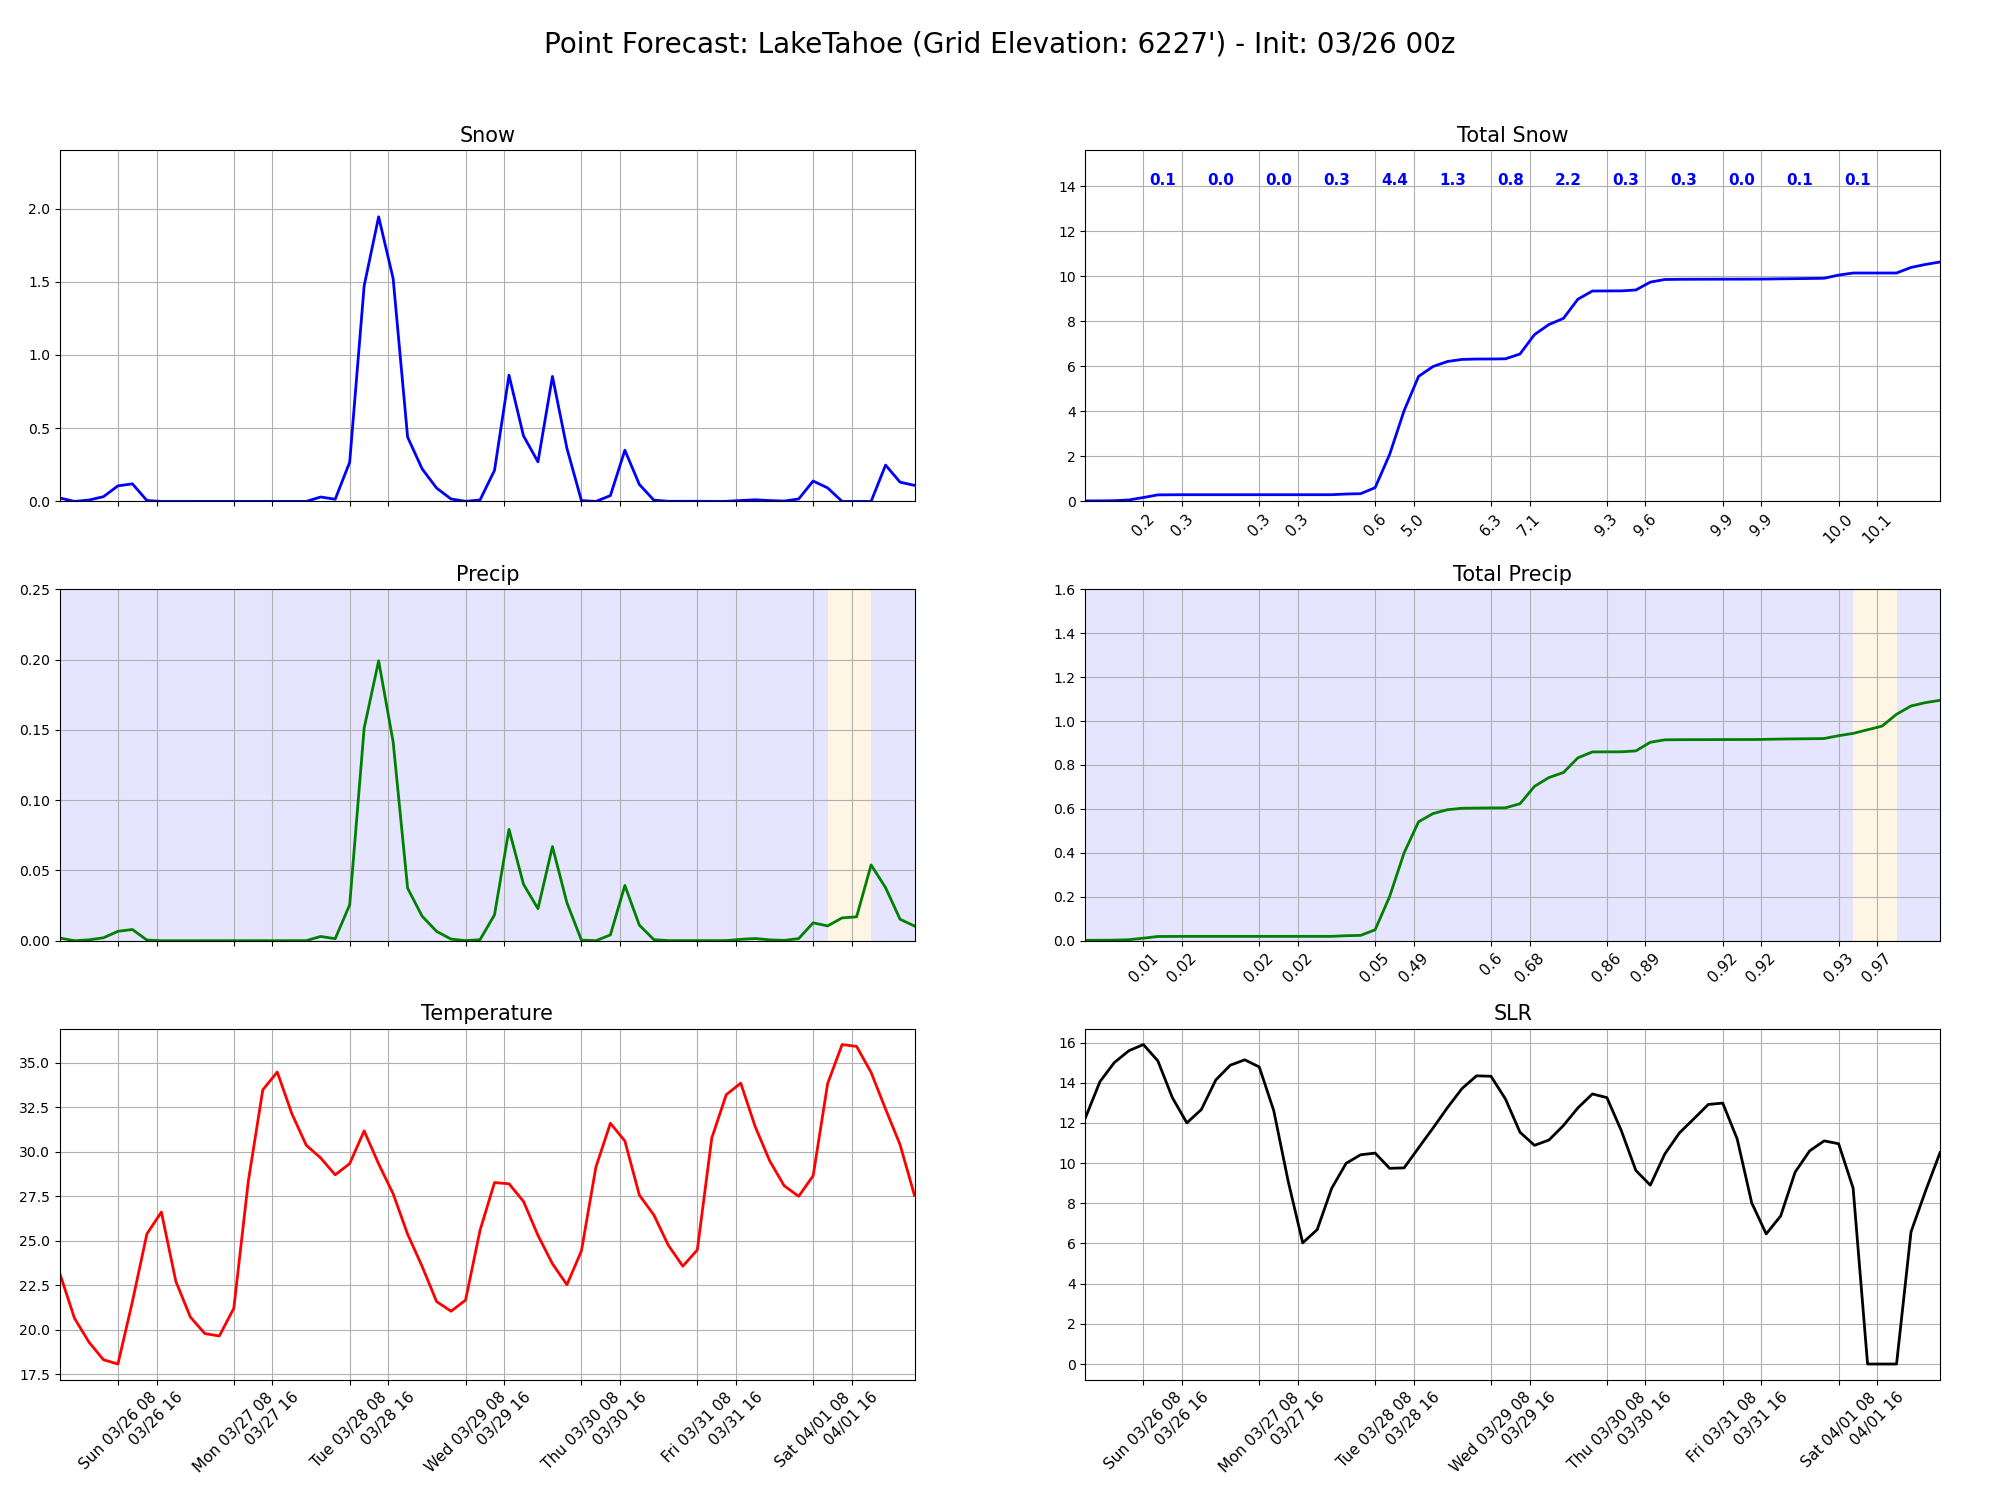 Point Forecast: LakeTahoe (Grid Elevation: 6227') - Init: 03/26 00z
Snow
2.0
1.5
1.0
0.5
0.0
Total Snow
0.1 0.0 0.0 0.3 4.4 1.3 0.8 2.2 0.3 0.3 0.0 0.1 0.1
14
12
10
8
6
4
2
0
0.2 0.3 0.3 0.3 0.6 5.0 6.3 7.1 9.3 9.6 9.9 9.9 10.0 10.1
Precip
0.25
0.20
0.15
0.10
0.05
0.00
Total Precip
1.6
1.4
1.2
1.0
0.8
0.6
0.4
0.2
0.0
0.01 0.02 0.02 0.02 0.05 0.49 0.6 0.68 0.86 0.89 0.92 0.92 0.93 0.97
Temperature
35.0
32.5
30.0
27.5
25.0
22.5
20.0
17.5
Sun 03/26 08
03/26 16
Mon 03/27 08
03/27 16
Tue 03/28 08
03/28 16
Wed 03/29 08
03/29 16
Thu 03/30 08
03/30 16
Fri 03/31 08
03/31 16
Sat 04/01 08
04/01 16
SLR
16
14
12
10
8
6
4
2
0
Sun 03/26 08
03/26 16
Mon 03/27 08
03/27 16
Tue 03/28 08
03/28 16
Wed 03/29 08
03/29 16
Thu 03/30 08
03/30 16
Fri 03/31 08
03/31 16
Sat 04/01 08
04/01 16